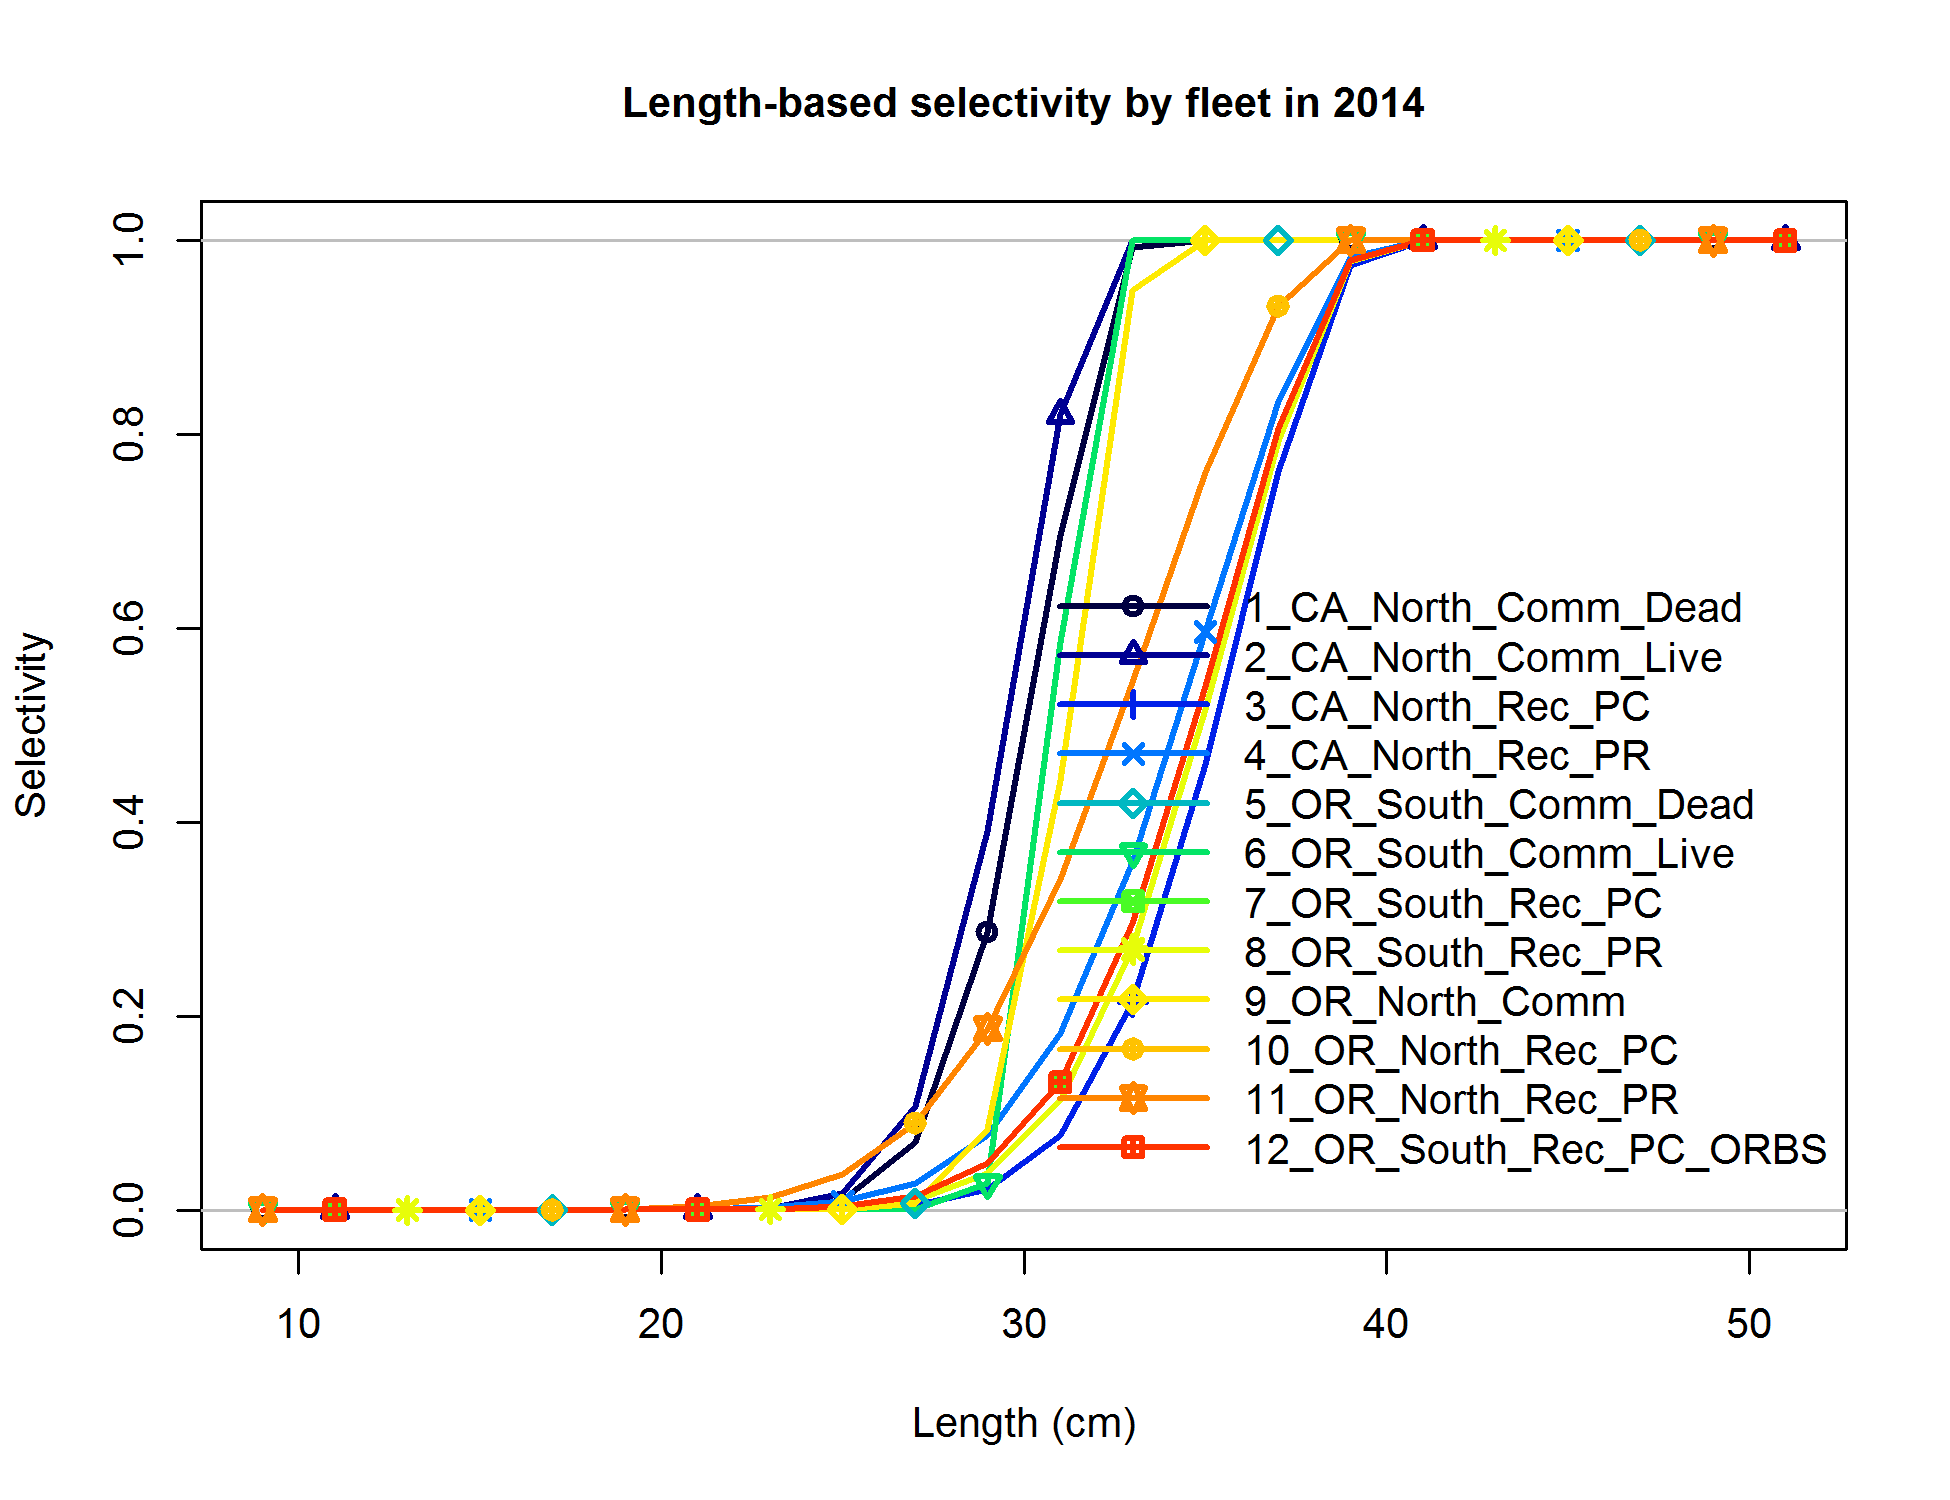 Length-based selectivity by fleet in 2014
Selectivity
1.0
0.8
0.6
0.4
0.2
0.0
1_CA_North_Comm_Dead
2_CA_North_Comm_Live
3_CA_North_Rec_PC
4_CA_North_Rec_PR
5_OR_South_Comm_Dead
6_OR_South_Comm_Live
7_OR_South_Rec_PC
8_OR_South_Rec_PR
9_OR_North_Comm
10_OR_North_Rec_PC
11_OR_North_Rec_PR
12_OR_South_Rec_PC_ORBS
10 20 30 40 50
Length (cm)